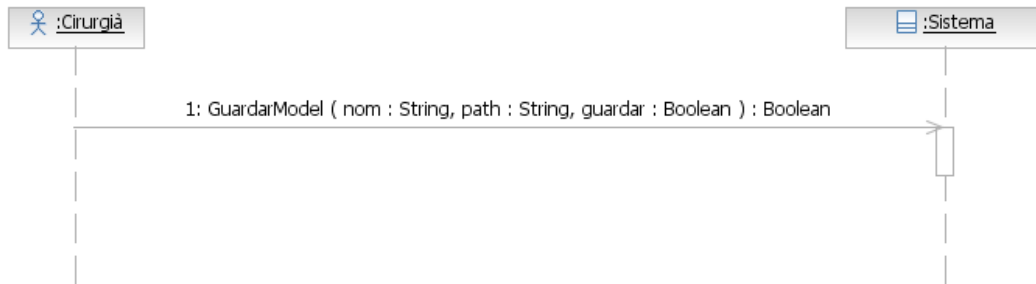 :Cirurgià
:Sistema
1: GuardarModel ( nom : String, path : String, guardar : Boolean ) : Boolean